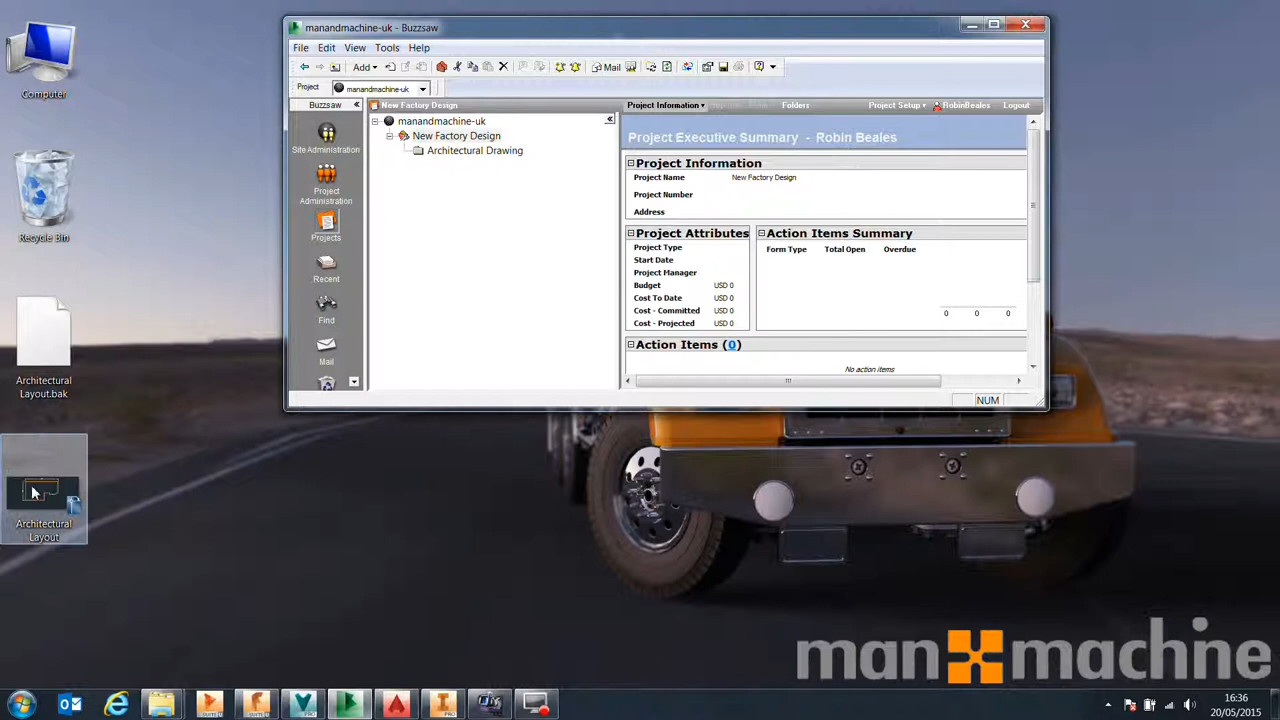 Computer
Recycle Bin
Architectural
Layout.bak
Architectural
Layout
manandmachine-uk - Buzzsaw
File Edit View Tools Help
Add Mail
Project manandmachine-uk
Buzzsaw
Site Administration
Project
Administration
Projects
Recent
Find
Mail
New Factory Design
manandmachine-uk
New Factory Design
Architectural Drawing
Project Information Folders Project Setup RobinBeales Logout
Project Executive Summary - Robin Beales
Project Information
Project Name New Factory Design
Project Number
Address
Project Attributes
Project Type
Start Date
Project Manager
Budget USD 0
Cost To Date USD 0
Cost - Committed USD 0
Cost - Projected USD 0
Action Items Summary
Form Type Total Open Overdue
0 0 0
Action Items (0)
No action items
NUM
man machine
16:36
20/05/2015